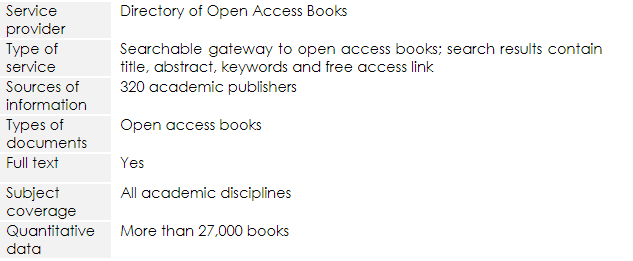 Service provider Directory of Open Access Books
Type of service Searchable gateway to open access books; search results contain title, abstract, keywords and free access link
Sources of information 320 academic publishers
Types of documents Open access books
Full text Yes
Subject coverage All academic disciplines
Quantitative data More than 27,000 books